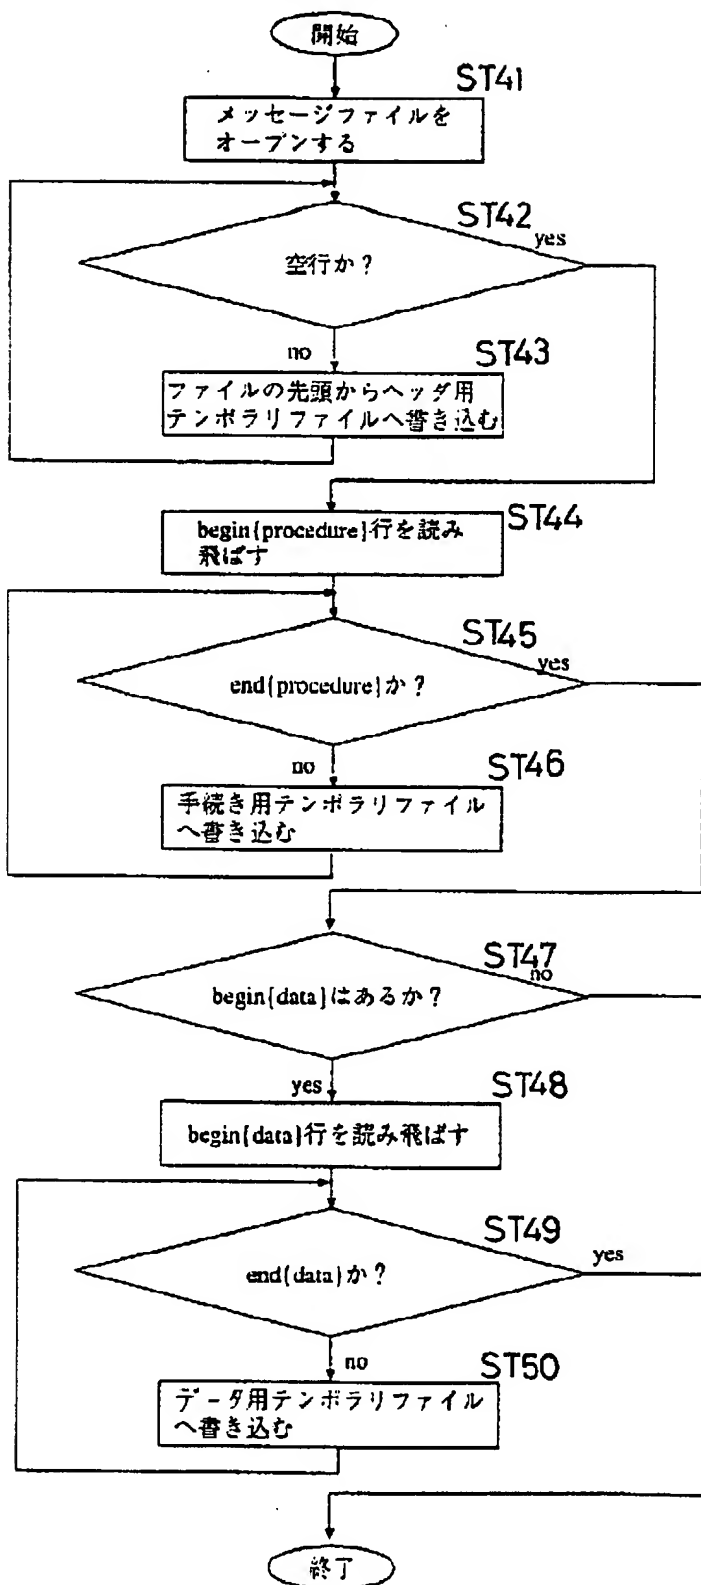 開始
ST41
メッセージファイルを
オープンする
ST42
yes
空行か?
no
ST43
ファイルの先頭からヘッダ用
テンポラリファイルへ書き込む
ST44
begin{procedure}行を読み
飛ばす
ST45
yes
end{procedure}か?
no
ST46
手続き用テンポラリファイル
へ書き込む
ST47
no
begin{data}はあるか?
yes
ST48
begin{data}行を読み飛ばす
ST49
yes
end{data}か?
no
ST50
データ用テンポラリファイル
へ書き込む
終了